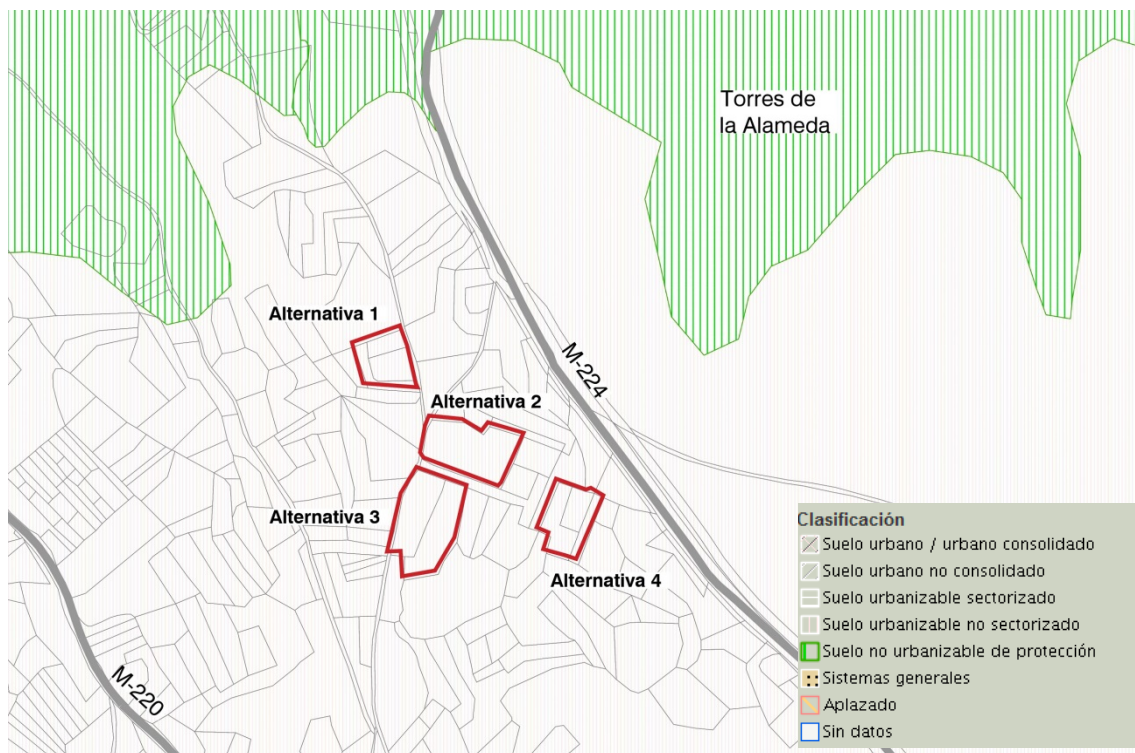 Torres de
la Alameda
Alternativa 1
M-224
Alternativa 2
Alternativa 3
Alternativa 4
M-220
Clasificación
Suelo urbano / urbano consolidado
Suelo urbano no consolidado
Suelo urbanizable sectorizado
Suelo urbanizable no sectorizado
Suelo no urbanizable de protección
Sistemas generales
Aplazado
Sin datos